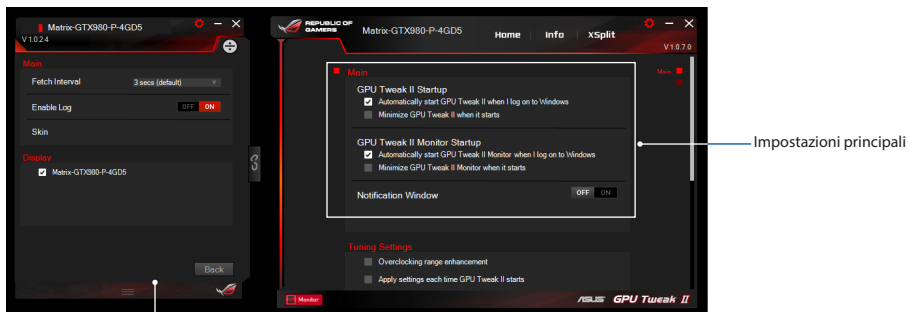 Matrix-GTX980-P-4GD5
V 1.0.2.4
Main
Fetch Interval 3 secs (default)
Enable Log OFF ON
Skin
Display
Matrix-GTX980-P-4GD5
Back
REPUBLIC OF
GAMERS
Matrix-GTX980-P-4GD5 Home Info XSplit
V 1.0.7.0
Main
Main
GPU Tweak II Startup
Automatically start GPU Tweak II when I log on to Windows
Minimize GPU Tweak II when it starts
GPU Tweak II Monitor Startup
Automatically start GPU Tweak II Monitor when I log on to Windows
Minimize GPU Tweak II Monitor when it starts
Notification Window OFF ON
Tuning Settings
Overclocking range enhancement
Apply settings each time GPU Tweak II starts
Monitor
ASUS GPU Tweak II
Impostazioni principali